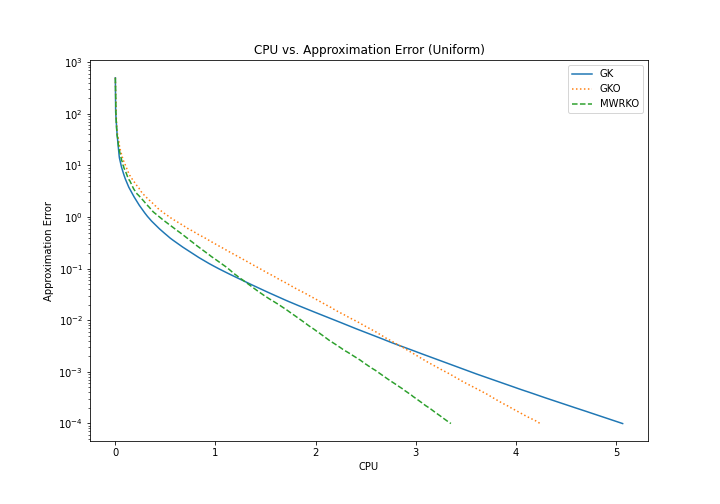 CPU vs. Approximation Error (Uniform)
GK
GKO
MWRKO
Approximation Error
10³
10²
10¹
10⁰
10⁻¹
10⁻²
10⁻³
10⁻⁴
0 1 2 3 4 5
CPU